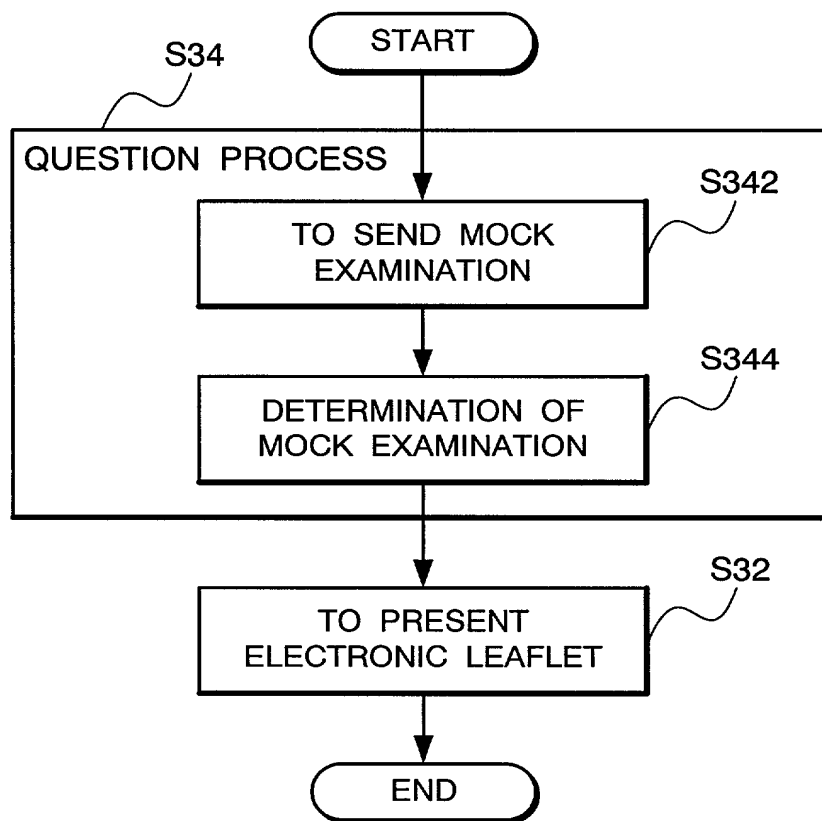 START
S34
QUESTION PROCESS
S342
TO SEND MOCK
EXAMINATION
S344
DETERMINATION OF
MOCK EXAMINATION
S32
TO PRESENT
ELECTRONIC LEAFLET
END